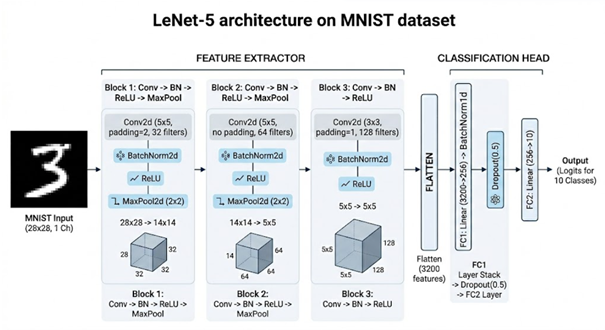 LeNet-5 architecture on MNIST dataset
FEATURE EXTRACTOR
CLASSIFICATION HEAD
Block 1: Conv -> BN ->
ReLU -> MaxPool
Conv2d (5x5,
padding=2, 32 filters)
BatchNorm2d
ReLU
MaxPool2d (2x2)
28x28 -> 14x14
28
32
32
32
Block 1:
Conv -> BN -> ReLU ->
MaxPool
Block 2: Conv -> BN
-> ReLU -> MaxPool
Conv2d (5x5,
no padding, 64 filters)
BatchNorm2d
ReLU
MaxPool2d (2x2)
14x14 -> 5x5
14
64
64
64
Block 2:
Conv -> BN -> ReLU ->
MaxPool
Block 3: Conv -> BN
-> ReLU
Conv2d (3x3,
padding=1, 128 filters)
BatchNorm2d
ReLU
5x5 -> 5x5
5x5
128
128
5x5
Block 3:
Conv -> BN -> ReLU
3
MNIST Input
(28x28, 1 Ch)
FLATTEN
Flatten
(3200
features)
FC1: Linear (3200->256) -> BatchNorm1d
Dropout(0.5)
FC2: Linear (256->10)
FC1
Layer Stack
-> Dropout(0.5)
-> FC2 Layer
Output
(Logits for
10 Classes)